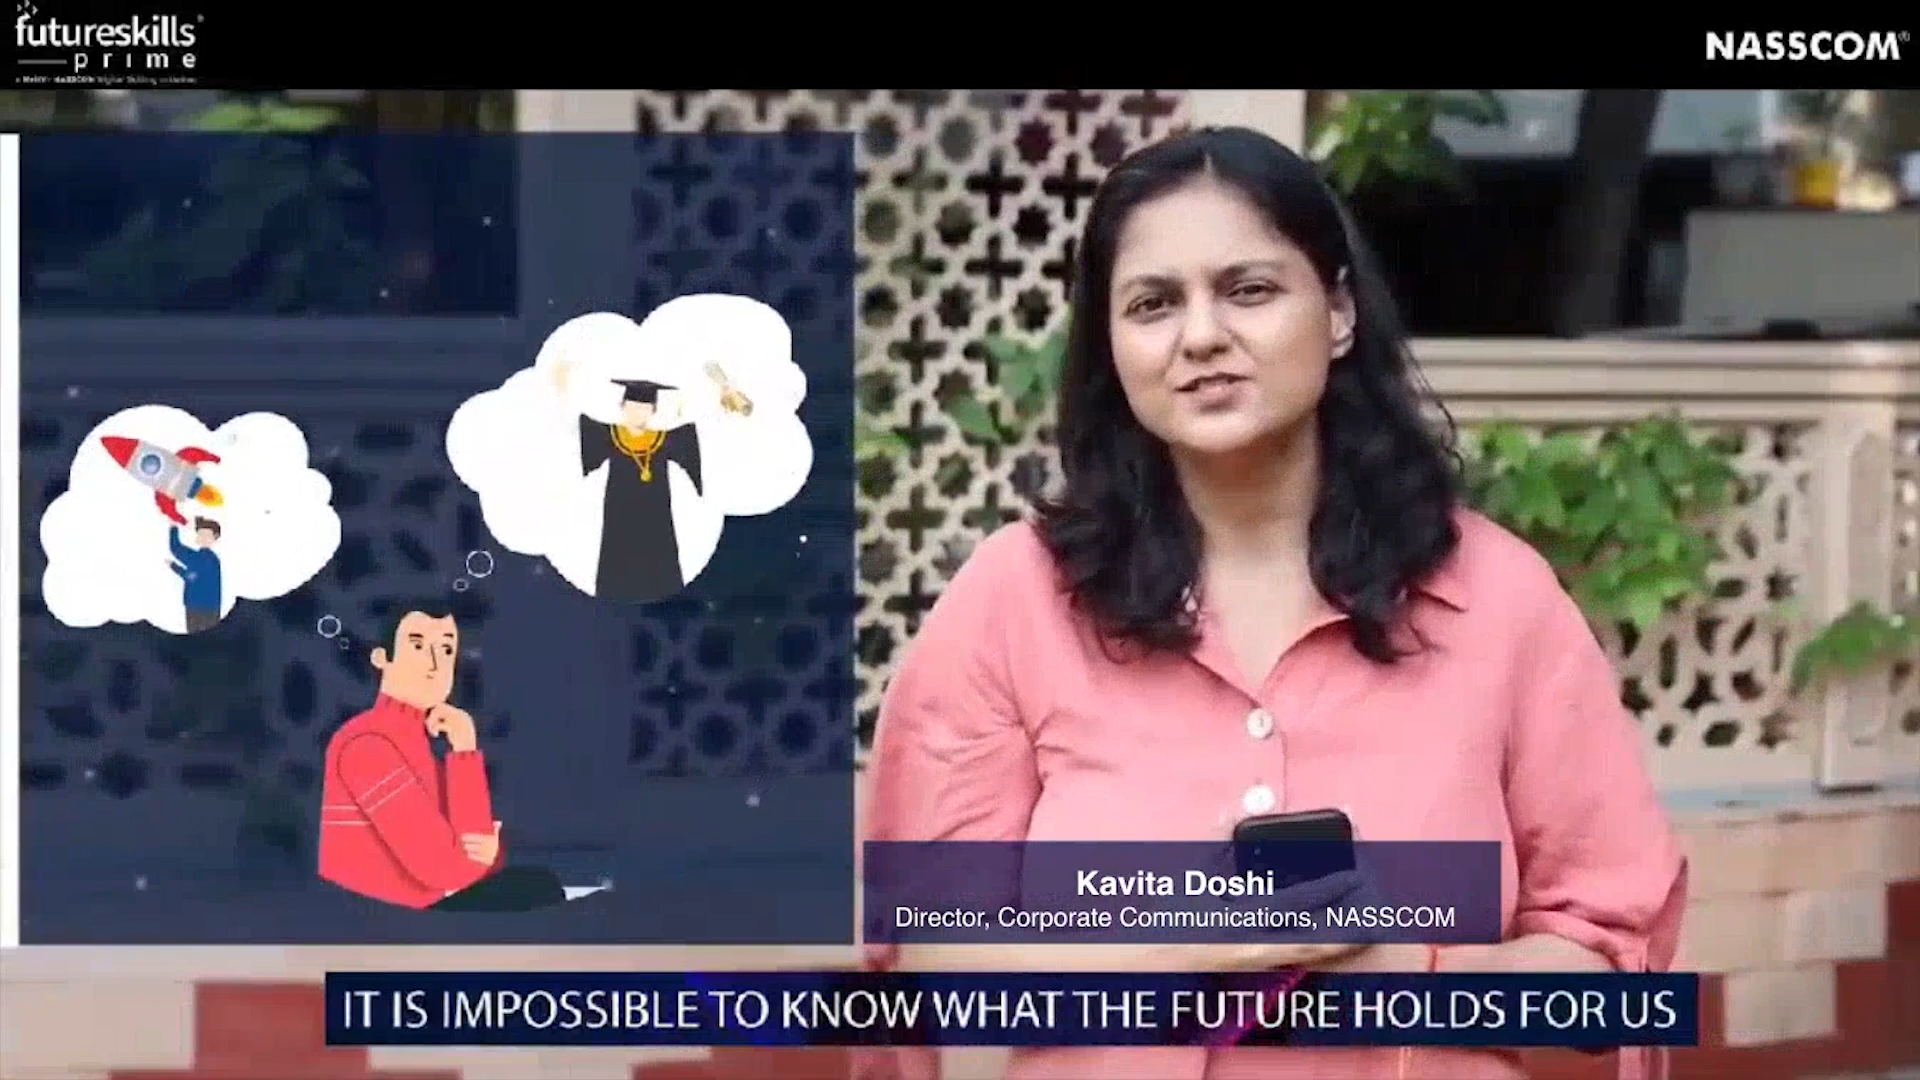 futureskills
prime
NASSCOM
Kavita Doshi
Director, Corporate Communications, NASSCOM
IT IS IMPOSSIBLE TO KNOW WHAT THE FUTURE HOLDS FOR US